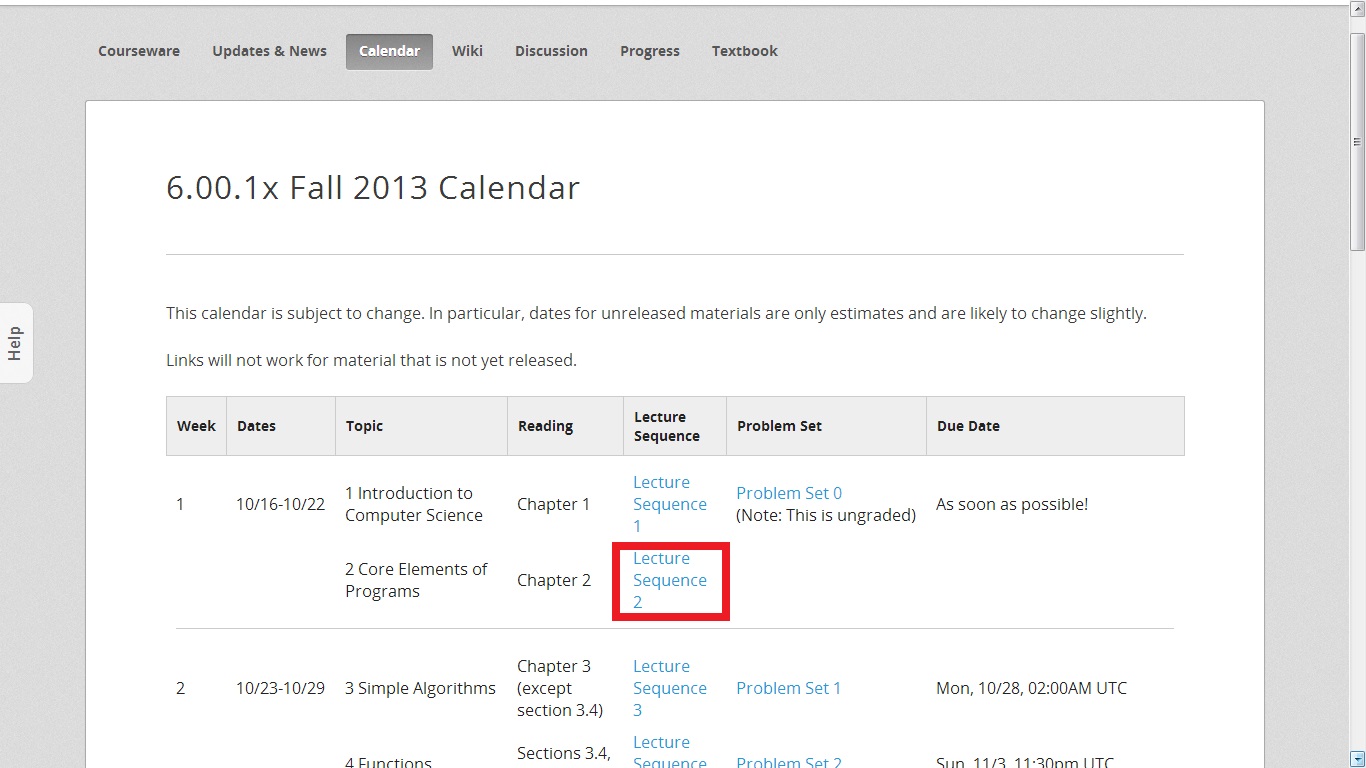 Courseware Updates & News Calendar Wiki Discussion Progress Textbook
6.00.1x Fall 2013 Calendar
This calendar is subject to change. In particular, dates for unreleased materials are only estimates and are likely to change slightly.
Help
Links will not work for material that is not yet released.
Week Dates Topic Reading Lecture Sequence Problem Set Due Date
1 10/16-10/22
1 Introduction to
Computer Science
Chapter 1
Lecture
Sequence
1
Problem Set 0
(Note: This is ungraded)
As soon as possible!
2 Core Elements of
Programs
Chapter 2
Lecture
Sequence
2
2 10/23-10/29
3 Simple Algorithms
Chapter 3
(except
section 3.4)
Lecture
Sequence
3
Problem Set 1
Mon, 10/28, 02:00AM UTC
4 Functions
Sections 3.4,
Lecture
Sequence
Problem Set 2
Sun, 11/3, 11:30pm UTC